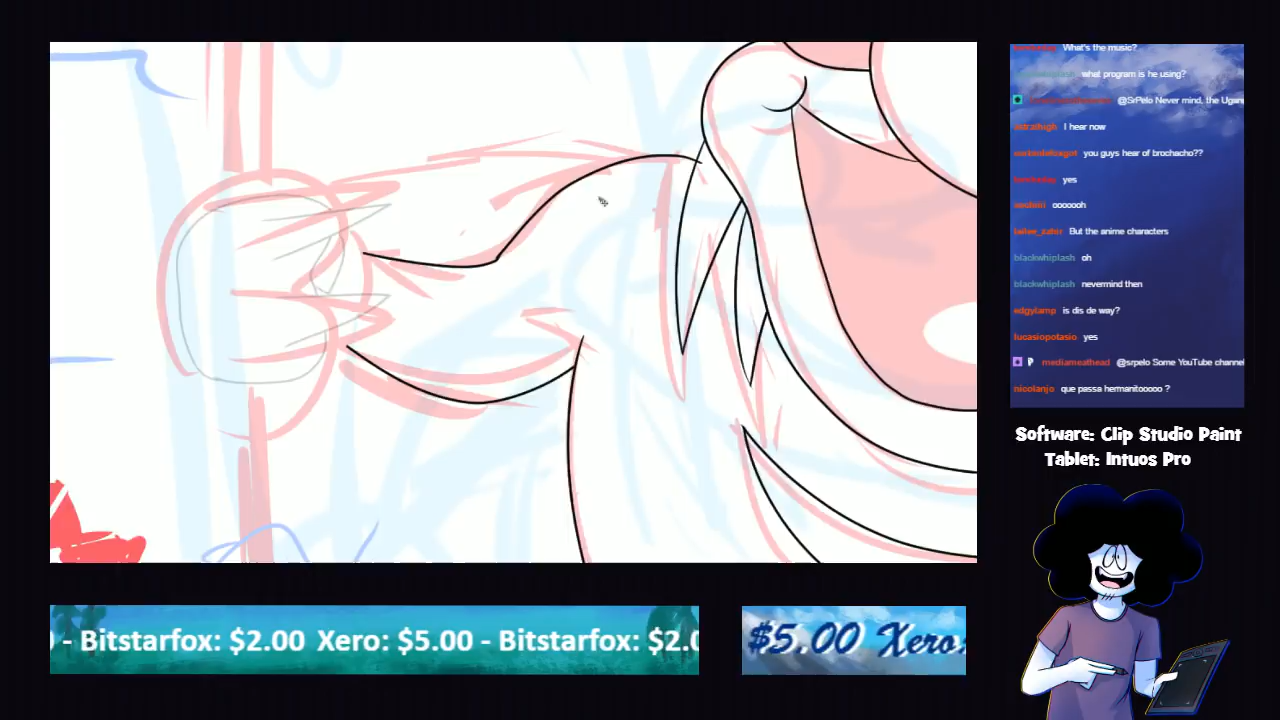 What's the music?
what program is he using?
@SrPelo Never mind, the Ugan
I hear now
you guys hear of brochacho??
yes
ooooooh
But the anime characters
blackwhiplash oh
blackwhiplash nevermind then
edgylamp is dis de way?
lucasiopotasio yes
mediameathead @srpelo Some YouTube channel
nicolanjo que passa hermanitooooo ?
Software: Clip Studio Paint
Tablet: Intuos Pro
) - Bitstarfox: $2.00 Xero: $5.00 - Bitstarfox: $2.0
$5.00 Xero: